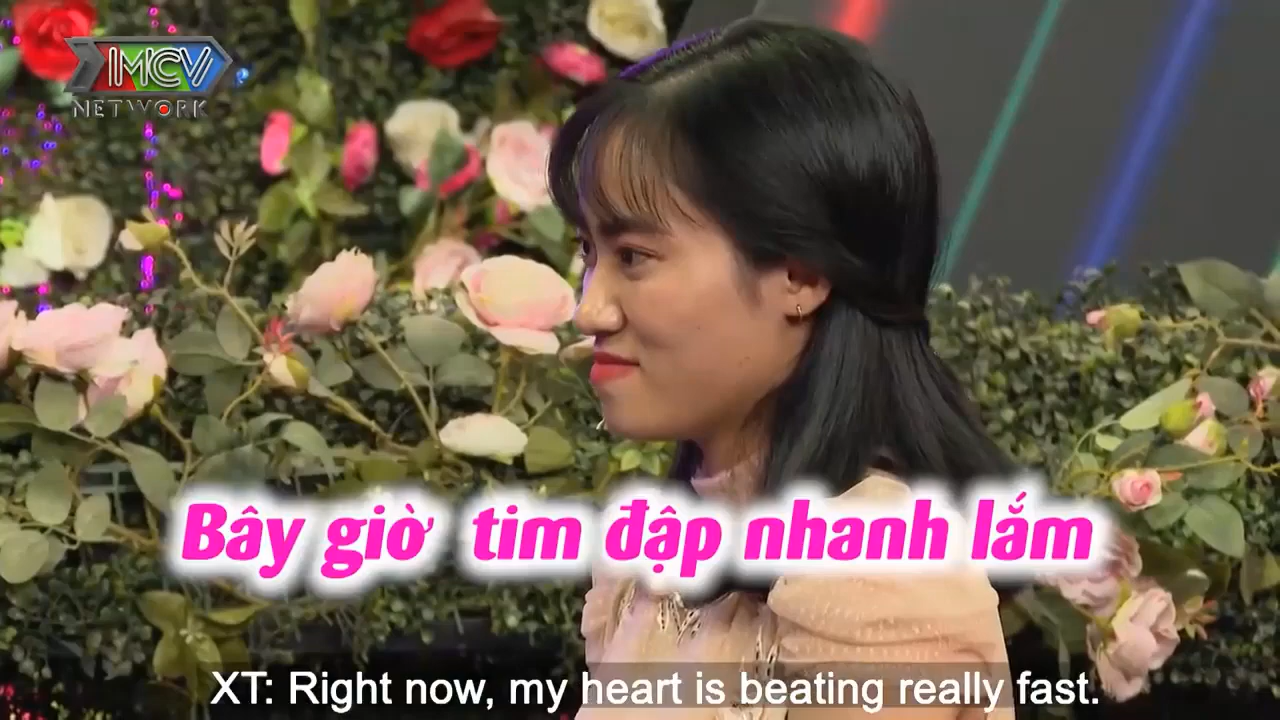 MCV
NETWORK
Bây giờ tim đập nhanh lắm
XT: Right now, my heart is beating really fast.